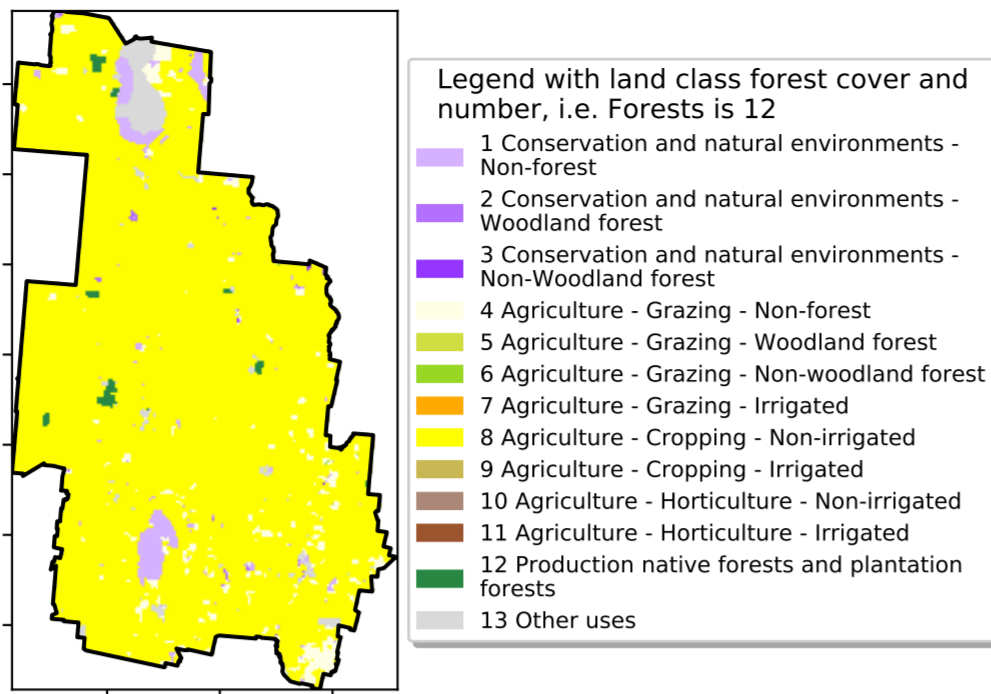 Legend with land class forest cover and
number, i.e. Forests is 12
1 Conservation and natural environments -
Non-forest
2 Conservation and natural environments -
Woodland forest
3 Conservation and natural environments -
Non-Woodland forest
4 Agriculture - Grazing - Non-forest
5 Agriculture - Grazing - Woodland forest
6 Agriculture - Grazing - Non-woodland forest
7 Agriculture - Grazing - Irrigated
8 Agriculture - Cropping - Non-irrigated
9 Agriculture - Cropping - Irrigated
10 Agriculture - Horticulture - Non-irrigated
11 Agriculture - Horticulture - Irrigated
12 Production native forests and plantation
forests
13 Other uses